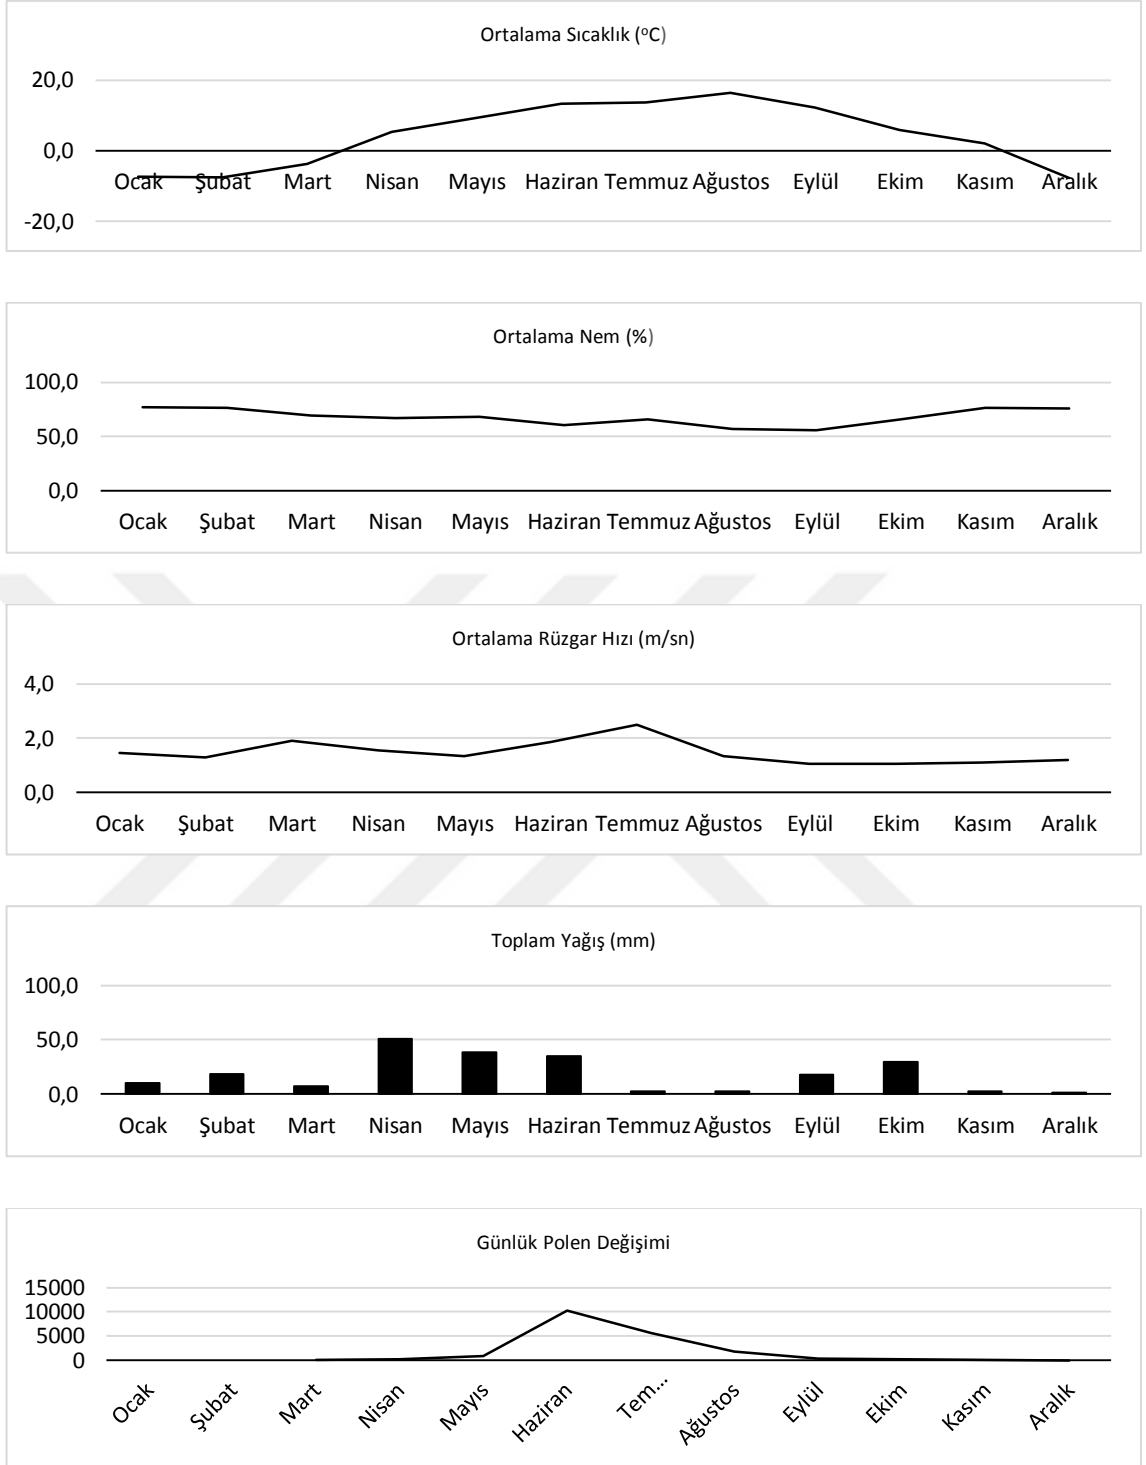 Ortalama Sıcaklık (°C)
20,0
0,0
Ocak Şubat Mart Nisan Mayıs Haziran Temmuz Ağustos Eylül Ekim Kasım Aralık
-20,0
Ortalama Nem (%)
100,0
50,0
0,0
Ocak Şubat Mart Nisan Mayıs Haziran Temmuz Ağustos Eylül Ekim Kasım Aralık
Ortalama Rüzgar Hızı (m/sn)
4,0
2,0
0,0
Ocak Şubat Mart Nisan Mayıs Haziran Temmuz Ağustos Eylül Ekim Kasım Aralık
Toplam Yağış (mm)
100,0
50,0
0,0
Ocak Şubat Mart Nisan Mayıs Haziran Temmuz Ağustos Eylül Ekim Kasım Aralık
Günlük Polen Değişimi
15000
10000
5000
0
Ocak Şubat Mart Nisan Mayıs Haziran Tem... Ağustos Eylül Ekim Kasım Aralık